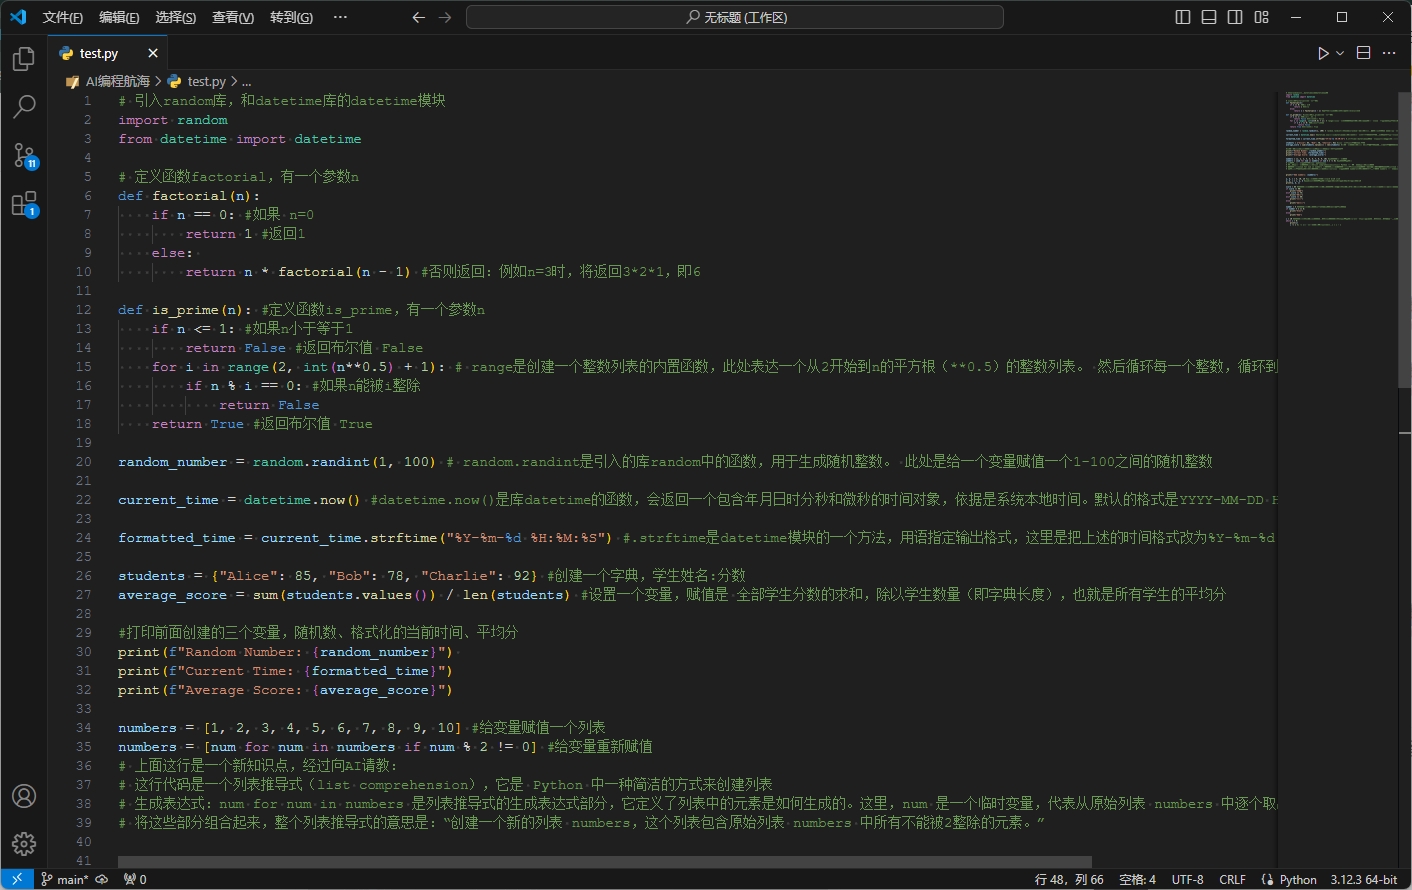 文件(F) 编辑(E) 选择(S) 查看(V) 转到(G) ···
无标题 (工作区)
test.py
AI编程航海 > test.py > ...
1 # 引入random库，和datetime库的datetime模块
2 import random
3 from datetime import datetime
4
5 # 定义函数factorial，有一个参数n
6 def factorial(n):
7 if n == 0: #如果 n=0
8 return 1 #返回1
9 else:
10 return n * factorial(n - 1) #否则返回：例如n=3时，将返回3*2*1，即6
11
12 def is_prime(n): #定义函数is_prime，有一个参数n
13 if n <= 1: #如果n小于等于1
14 return False #返回布尔值 False
15 for i in range(2, int(n**0.5) + 1): # range是创建一个整数列表的内置函数，此处表达一个从2开始到n的平方根（**0.5）的整数列表。 然后循环每一个整数，循环到
16 if n % i == 0: #如果n能被i整除
17 return False
18 return True #返回布尔值 True
19
20 random_number = random.randint(1, 100) # random.randint是引入的库random中的函数，用于生成随机整数。 此处是给一个变量赋值一个1-100之间的随机整数
21
22 current_time = datetime.now() #datetime.now()是库datetime的函数，会返回一个包含年月日时分秒和微秒的时间对象，依据是系统本地时间。默认的格式是YYYY-MM-DD H
23
24 formatted_time = current_time.strftime("%Y-%m-%d %H:%M:%S") #.strftime是datetime模块的一个方法，用语指定输出格式，这里是把上述的时间格式改为%Y-%m-%d
25
26 students = {"Alice": 85, "Bob": 78, "Charlie": 92} #创建一个字典，学生姓名:分数
27 average_score = sum(students.values()) / len(students) #设置一个变量，赋值是 全部学生分数的求和，除以学生数量（即字典长度），也就是所有学生的平均分
28
29 #打印前面创建的三个变量，随机数、格式化的当前时间、平均分
30 print(f"Random Number: {random_number}")
31 print(f"Current Time: {formatted_time}")
32 print(f"Average Score: {average_score}")
33
34 numbers = [1, 2, 3, 4, 5, 6, 7, 8, 9, 10] #给变量赋值一个列表
35 numbers = [num for num in numbers if num % 2 != 0] #给变量重新赋值
36 # 上面这行是一个新知识点，经过向AI请教：
37 # 这行代码是一个列表推导式（list comprehension），它是 Python 中一种简洁的方式来创建列表
38 # 生成表达式：num for num in numbers 是列表推导式的生成表达式部分，它定义了列表中的元素是如何生成的。这里，num 是一个临时变量，代表从原始列表 numbers 中逐个取
39 # 将这些部分组合起来，整个列表推导式的意思是：“创建一个新的列表 numbers，这个列表包含原始列表 numbers 中所有不能被2整除的元素。”
40
41
11
1
main* 0 行 48，列 66 空格: 4 UTF-8 CRLF Python 3.12.3 64-bit